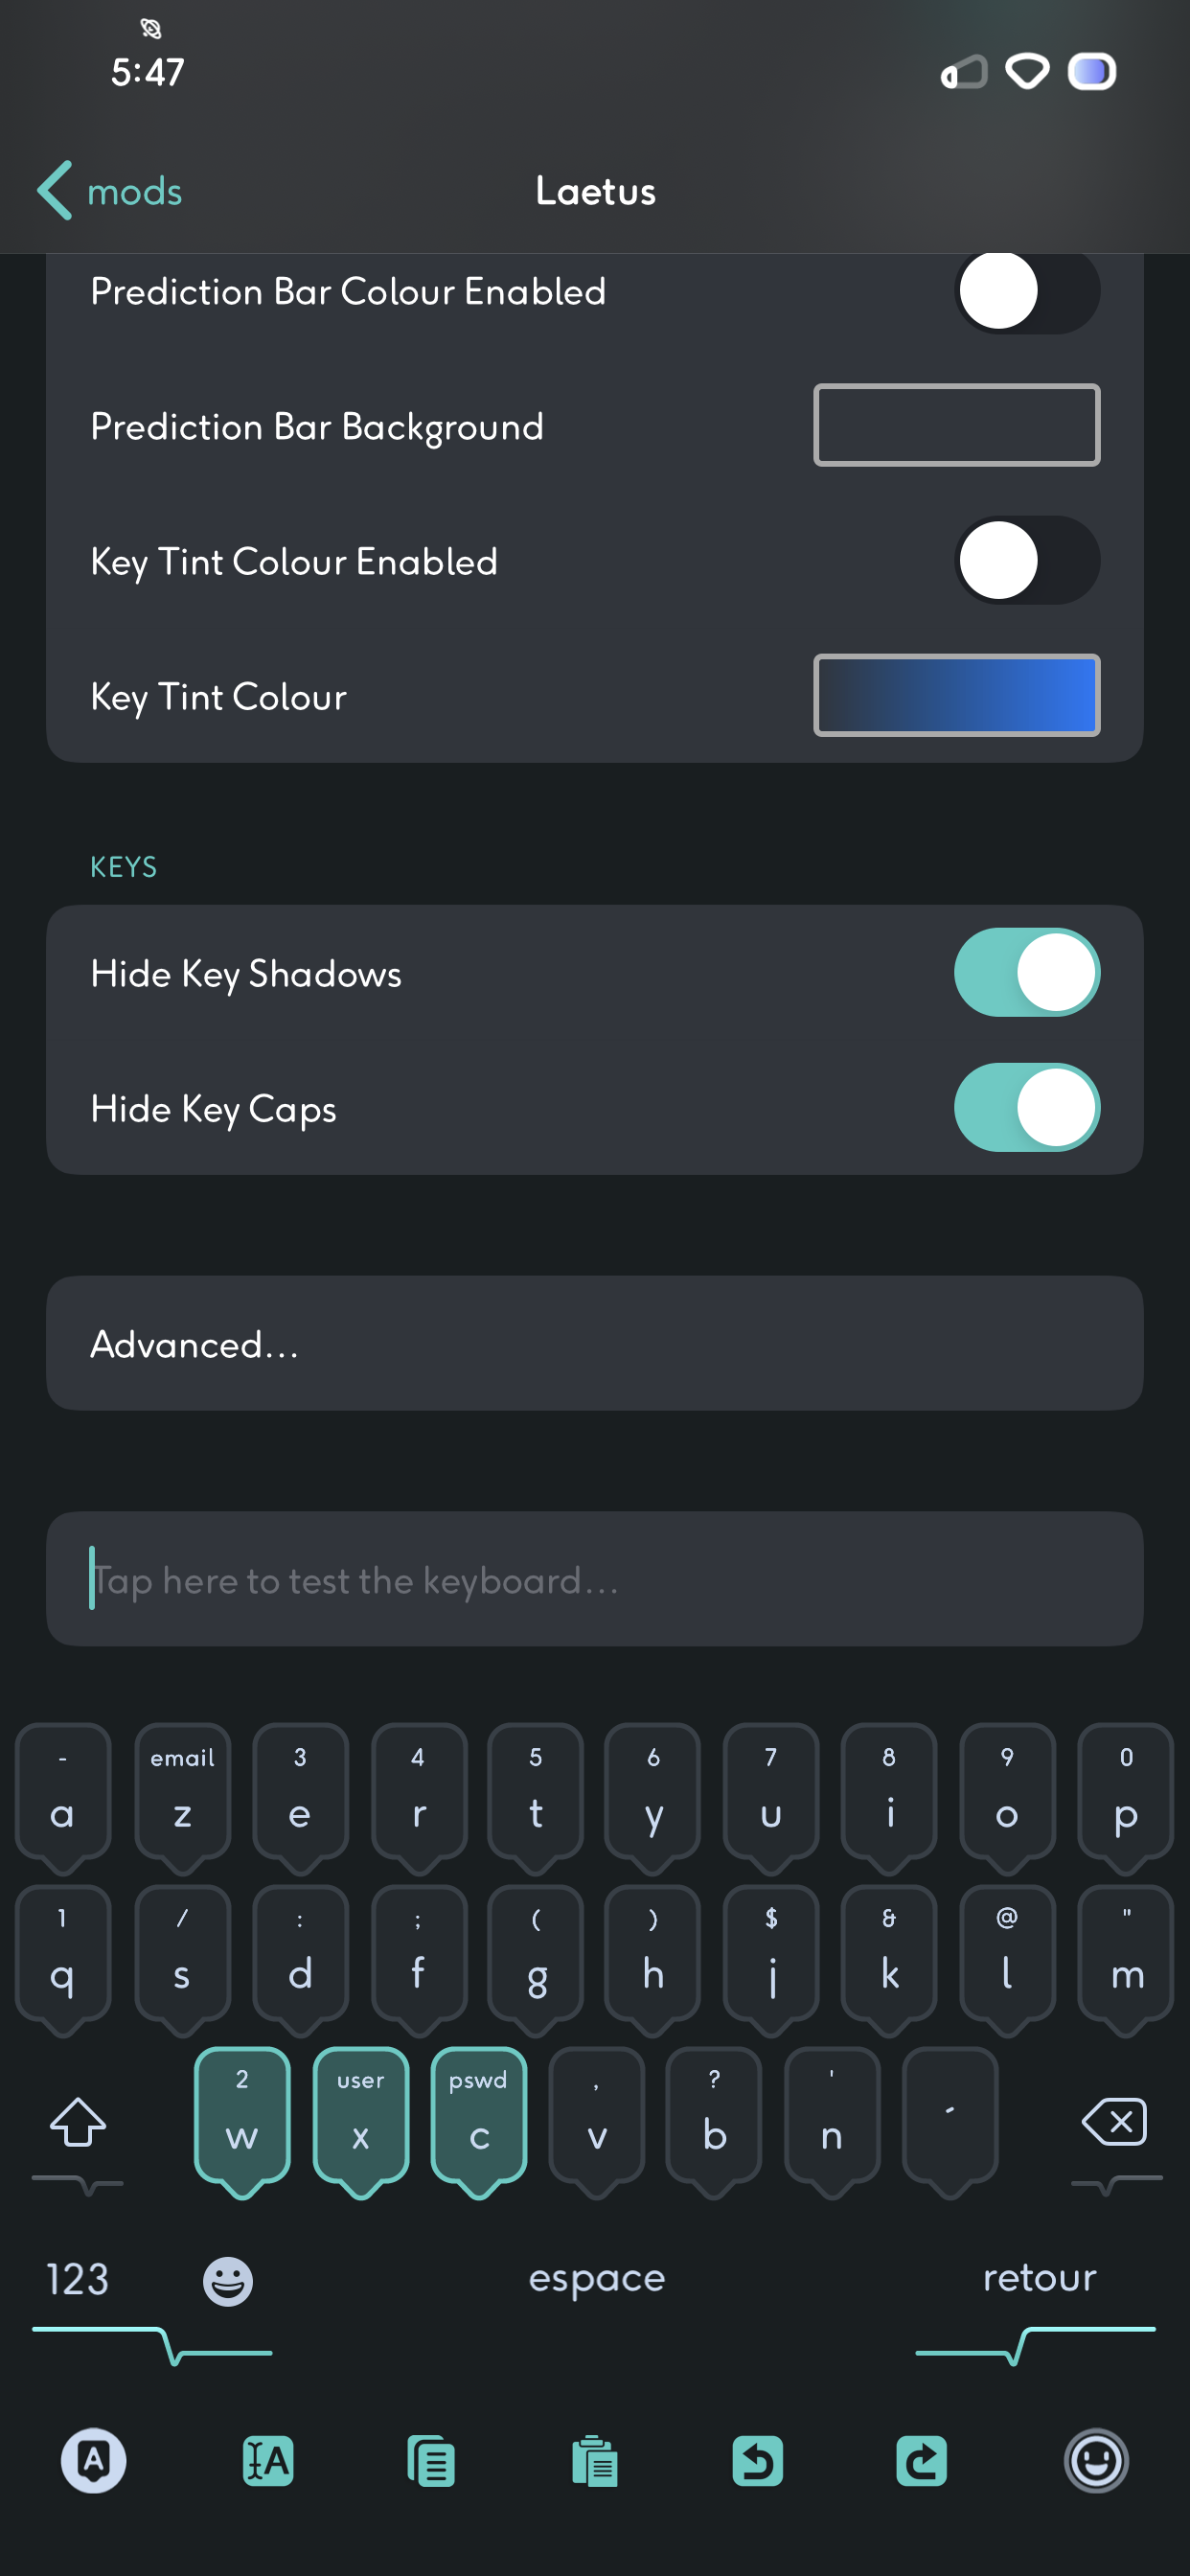 5:47
mods
Laetus
Prediction Bar Colour Enabled
Prediction Bar Background
Key Tint Colour Enabled
Key Tint Colour
KEYS
Hide Key Shadows
Hide Key Caps
Advanced...
Tap here to test the keyboard...
- email 3 4 5 6 7 8 9 0
a z e r t y u i o p
1 / : ; ( ) $ & @ "
q s d f g h j k l m
2 user pswd , ? ' ´
w x c v b n
123 espace retour
A A